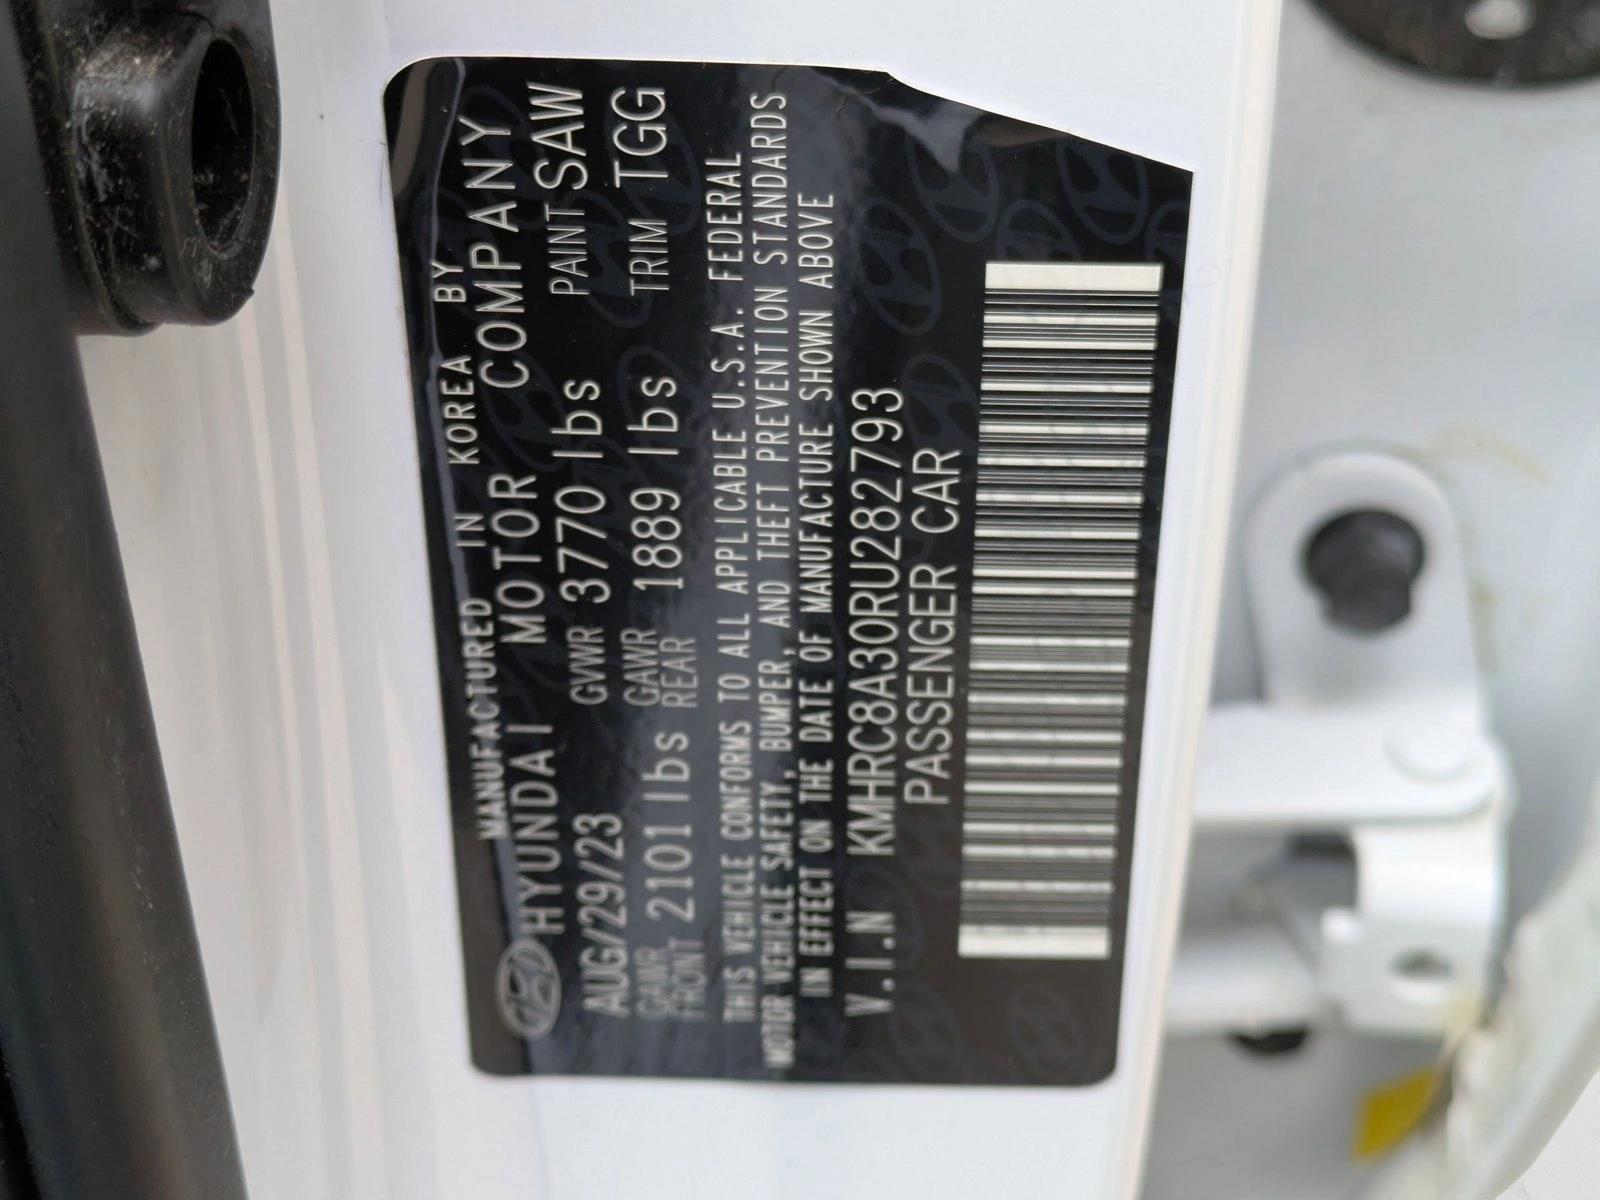 MANUFACTURED IN KOREA BY
HYUNDAI MOTOR COMPANY
AUG/29/23 GVWR 3770 lbs PAINT SAW
GAWR FRONT 2101 lbs GAWR REAR 1889 lbs TRIM TGG
THIS VEHICLE CONFORMS TO ALL APPLICABLE U.S.A. FEDERAL
MOTOR VEHICLE SAFETY, BUMPER, AND THEFT PREVENTION STANDARDS
IN EFFECT ON THE DATE OF MANUFACTURE SHOWN ABOVE
V.I.N KMHRC8A30RU282793
PASSENGER CAR